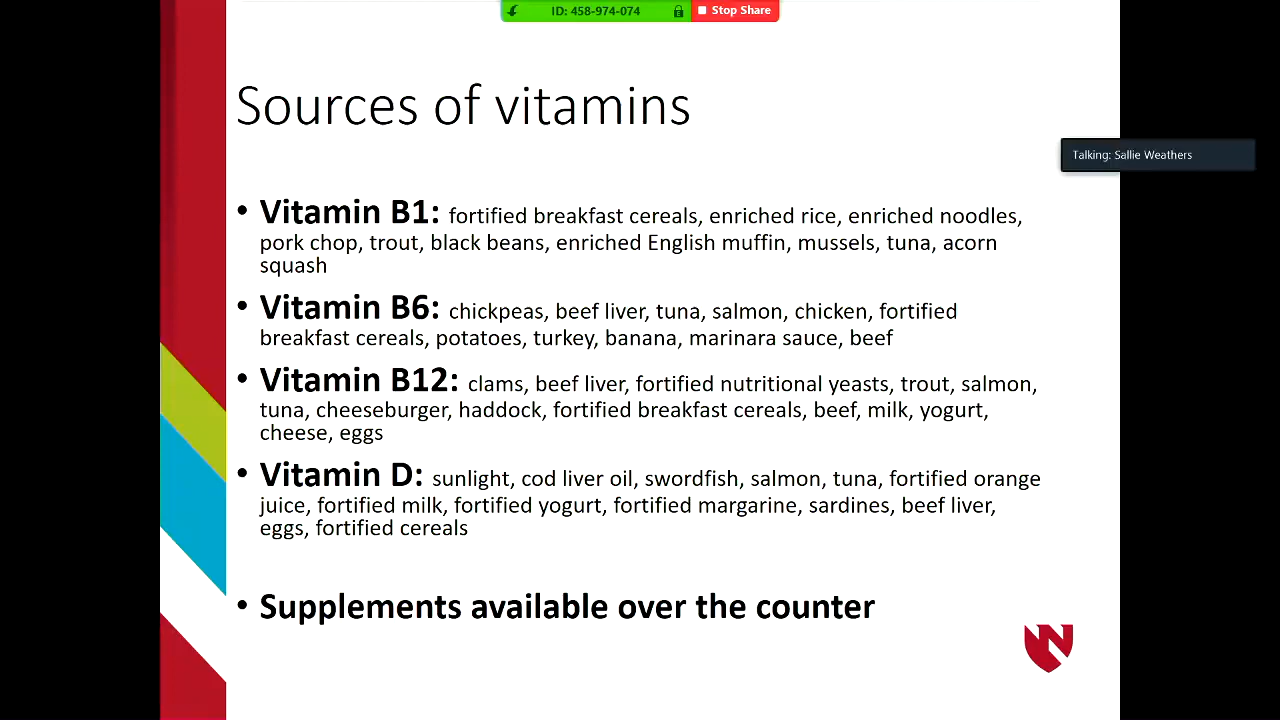 ID: 458-974-074
Stop Share
Sources of vitamins
Talking: Sallie Weathers
• Vitamin B1: fortified breakfast cereals, enriched rice, enriched noodles,
pork chop, trout, black beans, enriched English muffin, mussels, tuna, acorn
squash
• Vitamin B6: chickpeas, beef liver, tuna, salmon, chicken, fortified
breakfast cereals, potatoes, turkey, banana, marinara sauce, beef
• Vitamin B12: clams, beef liver, fortified nutritional yeasts, trout, salmon,
tuna, cheeseburger, haddock, fortified breakfast cereals, beef, milk, yogurt,
cheese, eggs
• Vitamin D: sunlight, cod liver oil, swordfish, salmon, tuna, fortified orange
juice, fortified milk, fortified yogurt, fortified margarine, sardines, beef liver,
eggs, fortified cereals
• Supplements available over the counter